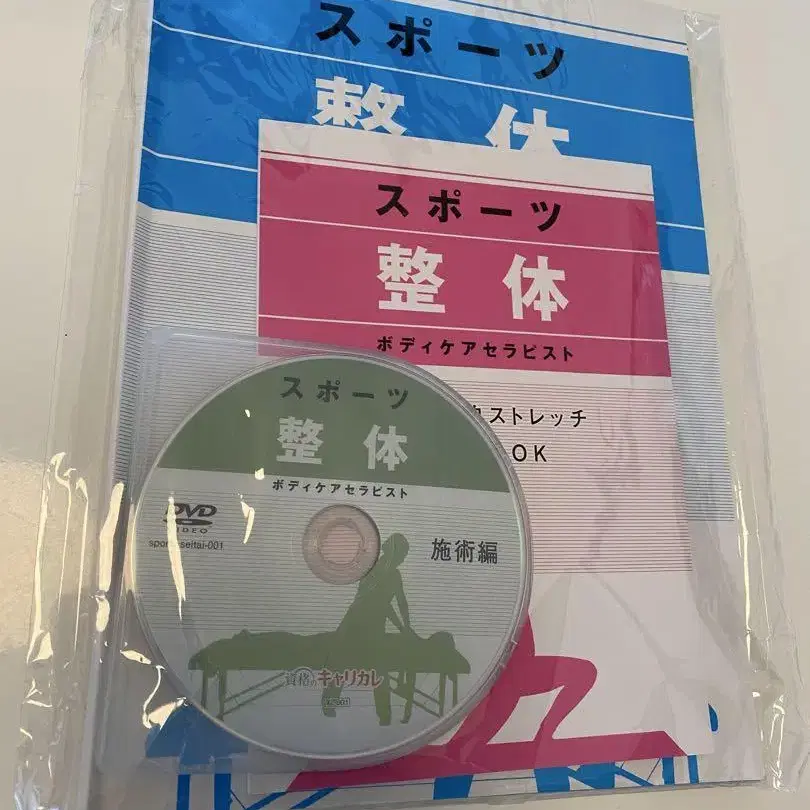 スポーツ
整体
スポーツ
整体
ボディケアセラピスト
ストレッチ
OK
スポーツ
整体
ボディケアセラピスト
DVD
VIDEO
施術編
資格のキャリカレ